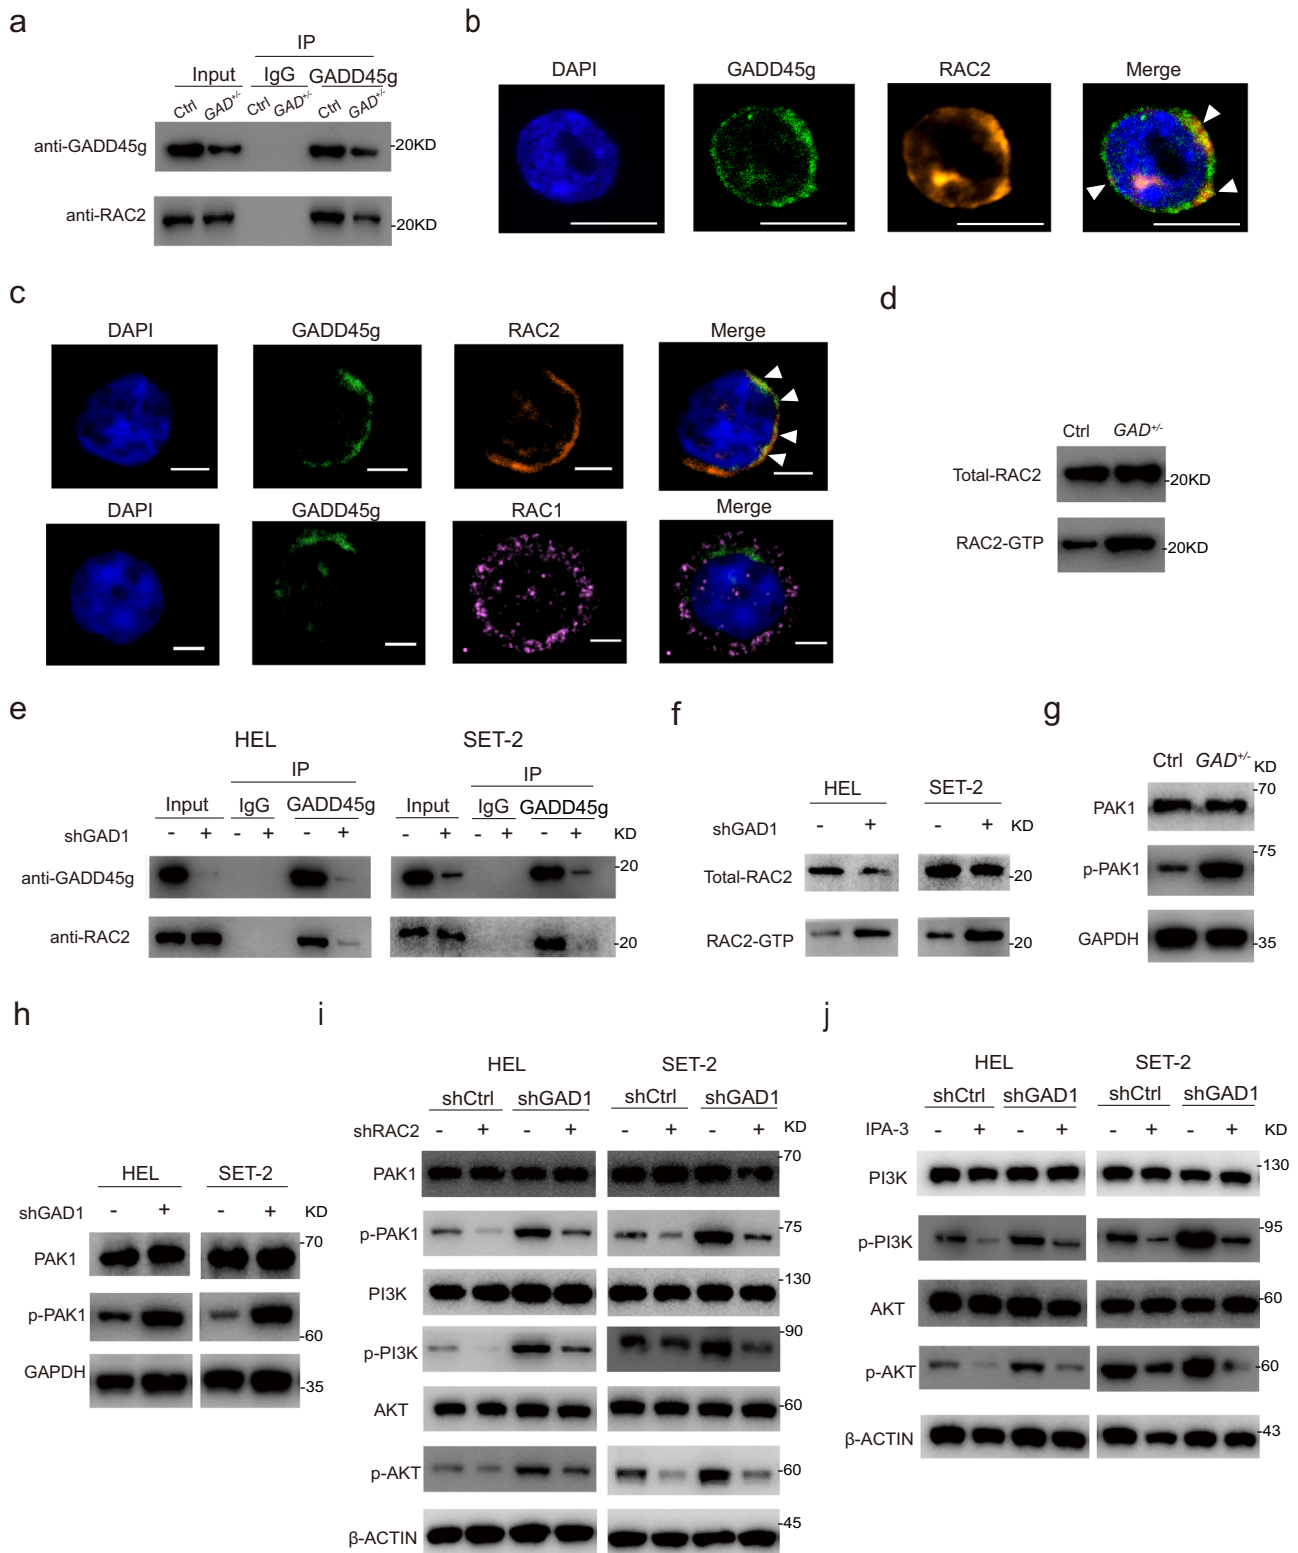 a
IP
Input IgG GADD45g
Ctrl GAD+/- Ctrl GAD+/- Ctrl GAD+/-
anti-GADD45g -20KD
anti-RAC2 -20KD
b
DAPI GADD45g RAC2 Merge
c
DAPI GADD45g RAC2 Merge
DAPI GADD45g RAC1 Merge
d
Ctrl GAD+/-
Total-RAC2 -20KD
RAC2-GTP -20KD
e
HEL SET-2
IP IP
Input IgG GADD45g Input IgG GADD45g
shGAD1 - + - + - + - + - + - + KD
anti-GADD45g -20
anti-RAC2 -20
f
HEL SET-2
shGAD1 - + - + KD
Total-RAC2 -20
RAC2-GTP -20
g
Ctrl GAD+/- KD
PAK1 -70
p-PAK1 -75
GAPDH -35
h
HEL SET-2
shGAD1 - + - + KD
PAK1 -70
p-PAK1 -60
GAPDH -35
i
HEL SET-2
shCtrl shGAD1 shCtrl shGAD1
shRAC2 - + - + - + - + KD
PAK1 -70
p-PAK1 -75
PI3K -130
p-PI3K -90
AKT -60
p-AKT -60
β-ACTIN -45
j
HEL SET-2
shCtrl shGAD1 shCtrl shGAD1
IPA-3 - + - + - + - + KD
PI3K -130
p-PI3K -95
AKT -60
p-AKT -60
β-ACTIN -43